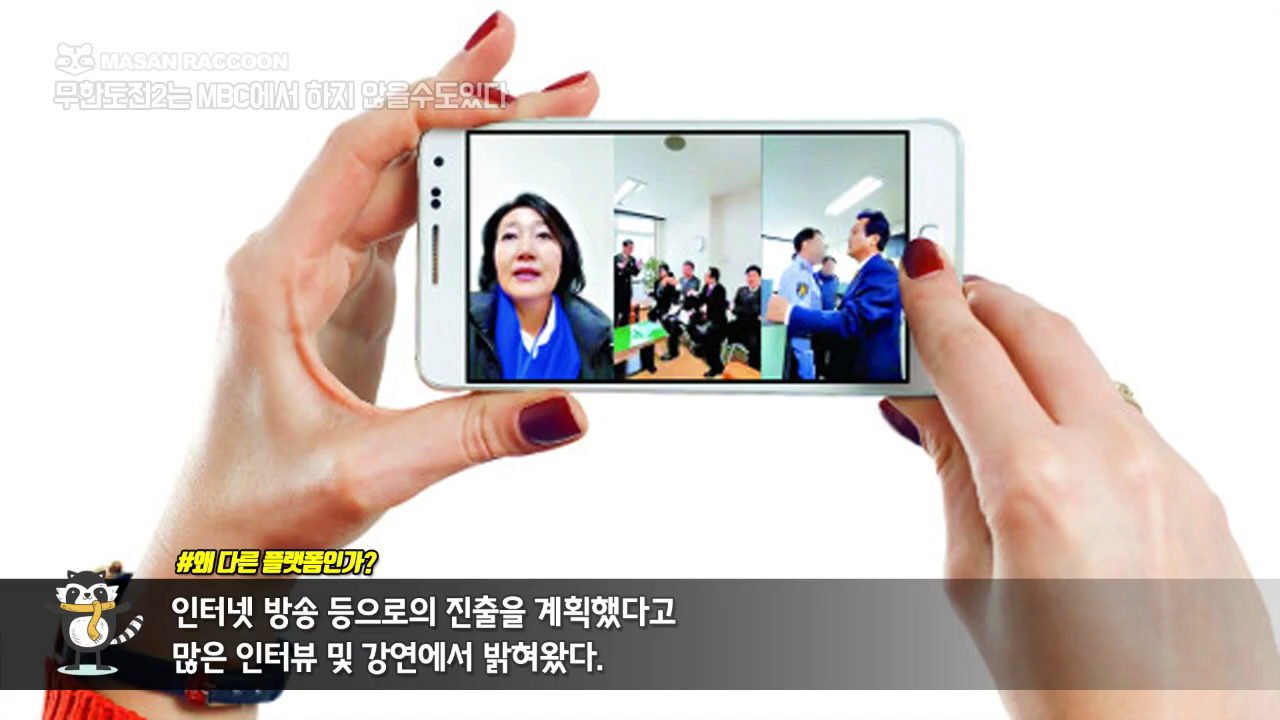 MASAN RACCOON
무한도전2는 MBC에서 하지 않을수도있다
#왜 다른 플랫폼인가?
인터넷 방송 등으로의 진출을 계획했다고
많은 인터뷰 및 강연에서 밝혀왔다.